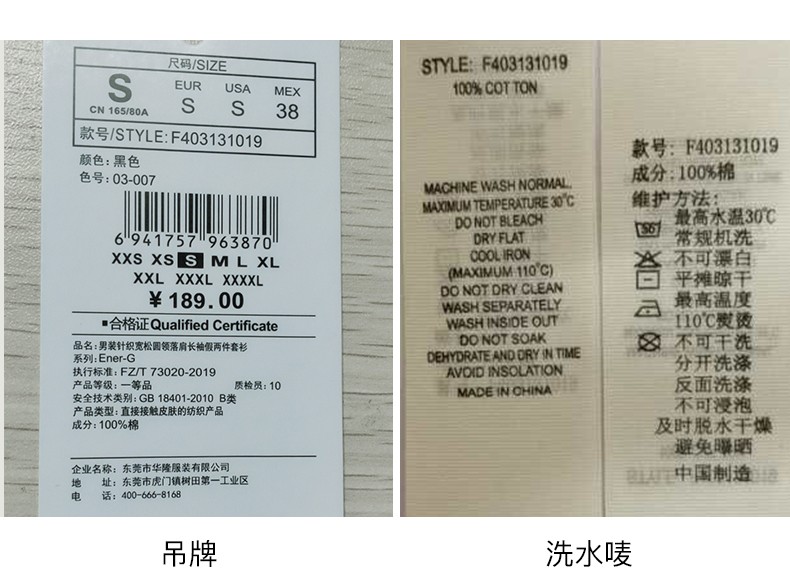 尺码/SIZE
S
CN 165/80A
EUR
S
USA
S
MEX
38
款号/STYLE: F403131019
颜色: 黑色
色号: 03-007
6 941757 963870
XXS XS S M L XL
XXL XXXL XXXXL
¥ 189.00
▪合格证Qualified Certificate
品名: 男装针织宽松圆领落肩长袖假两件套衫
系列: Ener-G
执行标准: FZ/T 73020-2019
产品等级: 一等品 质检员: 10
安全技术类别: GB 18401-2010 B类
产品类型: 直接接触皮肤的纺织产品
成分: 100%棉
企业名称: 东莞市华隆服装有限公司
地 址: 东莞市虎门镇树田第一工业区
电 话: 400-666-8168
吊牌
STYLE: F403131019
100% COTTON
MACHINE WASH NORMAL.
MAXIMUM TEMPERATURE 30℃
DO NOT BLEACH
DRY FLAT
COOL IRON
(MAXIMUM 110℃)
DO NOT DRY CLEAN
WASH SEPARATELY
WASH INSIDE OUT
DO NOT SOAK
DEHYDRATE AND DRY IN TIME
AVOID INSOLATION
MADE IN CHINA
款号: F403131019
成分: 100%棉
维护方法:
最高水温30℃
常规机洗
不可漂白
平摊晾干
最高温度
110℃熨烫
不可干洗
分开洗涤
反面洗涤
不可浸泡
及时脱水干燥
避免曝晒
中国制造
洗水唛